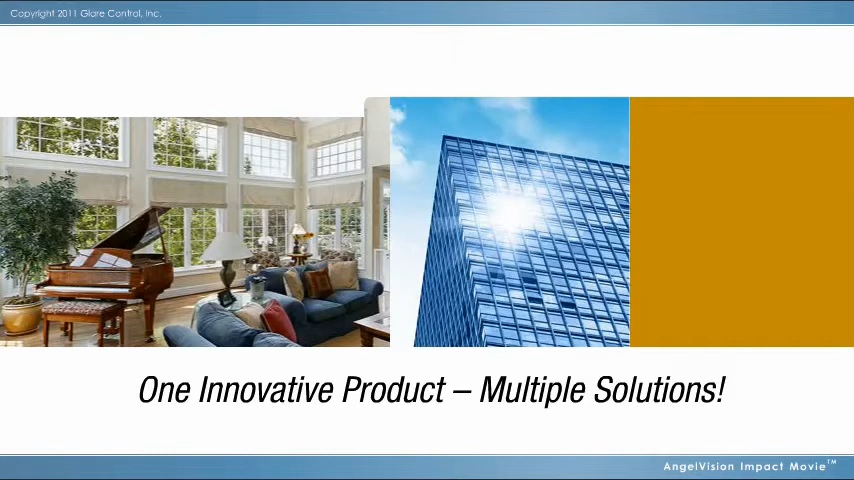 Copyright 2011 Glare Control, Inc.
One Innovative Product – Multiple Solutions!
AngelVision Impact Movie™